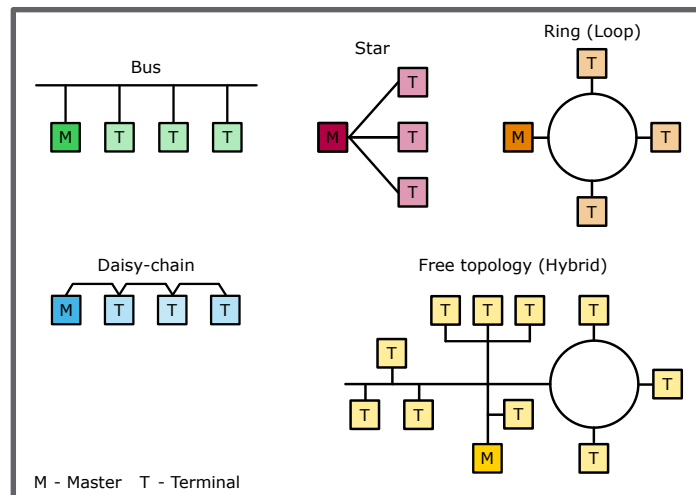 Bus
M T T T
Star
M T T T
Ring (Loop)
T
M T
T
Daisy-chain
M T T T
Free topology (Hybrid)
T T T T
T
T
T T T
M T
M - Master T - Terminal